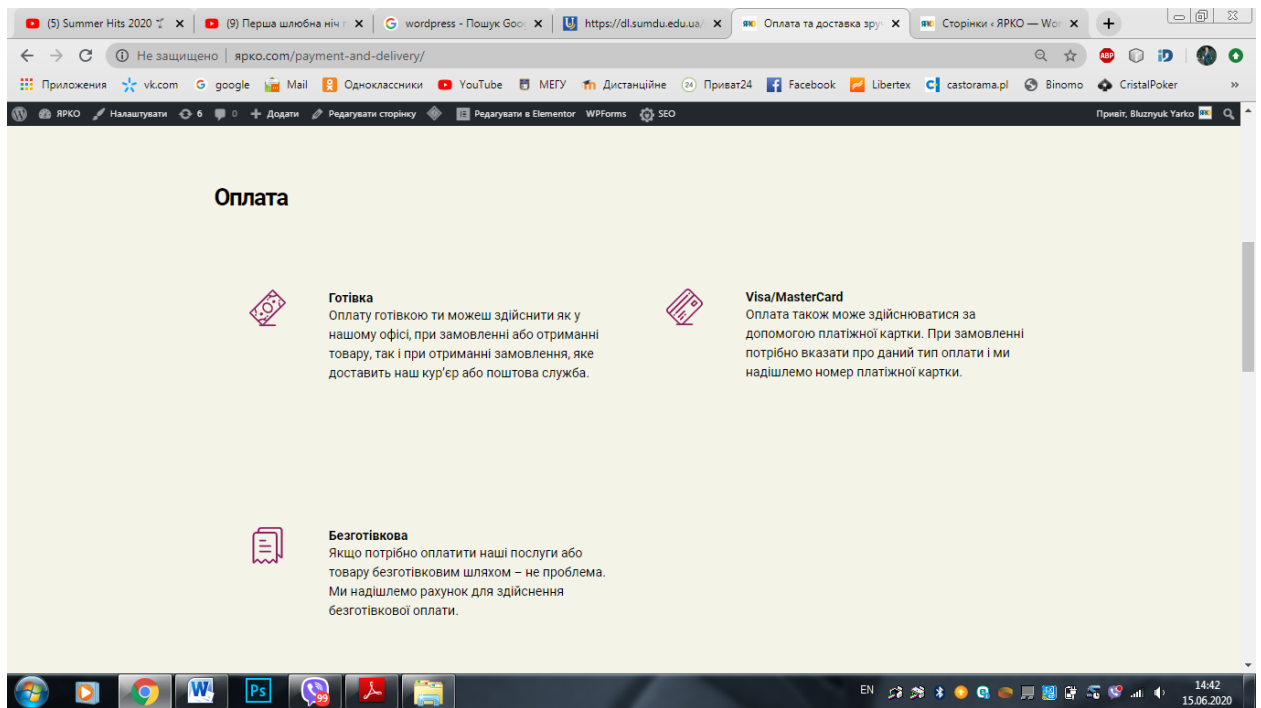 (5) Summer Hits 2020
(9) Перша шлюбна ніч
wordpress - Пошук Goog
https://dl.sumdu.edu.ua/
Оплата та доставка зру
Сторінки ‹ ЯРКО — Wor
Не защищено | ярко.com/payment-and-delivery/
ABP
Приложения vk.com google Mail Одноклассники YouTube МЕГУ Дистанційне 24 Приват24 Facebook Libertex castorama.pl Binomo CristalPoker »
ЯРКО Налаштувати 6 0 + Додати Редагувати сторінку Редагувати в Elementor WPForms SEO Привіт, Bluznyuk Yarko
Оплата
Готівка
Оплату готівкою ти можеш здійснити як у
нашому офісі, при замовленні або отриманні
товару, так і при отриманні замовлення, яке
доставить наш кур’єр або поштова служба.
Visa/MasterCard
Оплата також може здійснюватися за
допомогою платіжної картки. При замовленні
потрібно вказати про даний тип оплати і ми
надішлемо номер платіжної картки.
Безготівкова
Якщо потрібно оплатити наші послуги або
товару безготівковим шляхом – не проблема.
Ми надішлемо рахунок для здійснення
безготівкової оплати.
W Ps 99 EN 14:42
15.06.2020